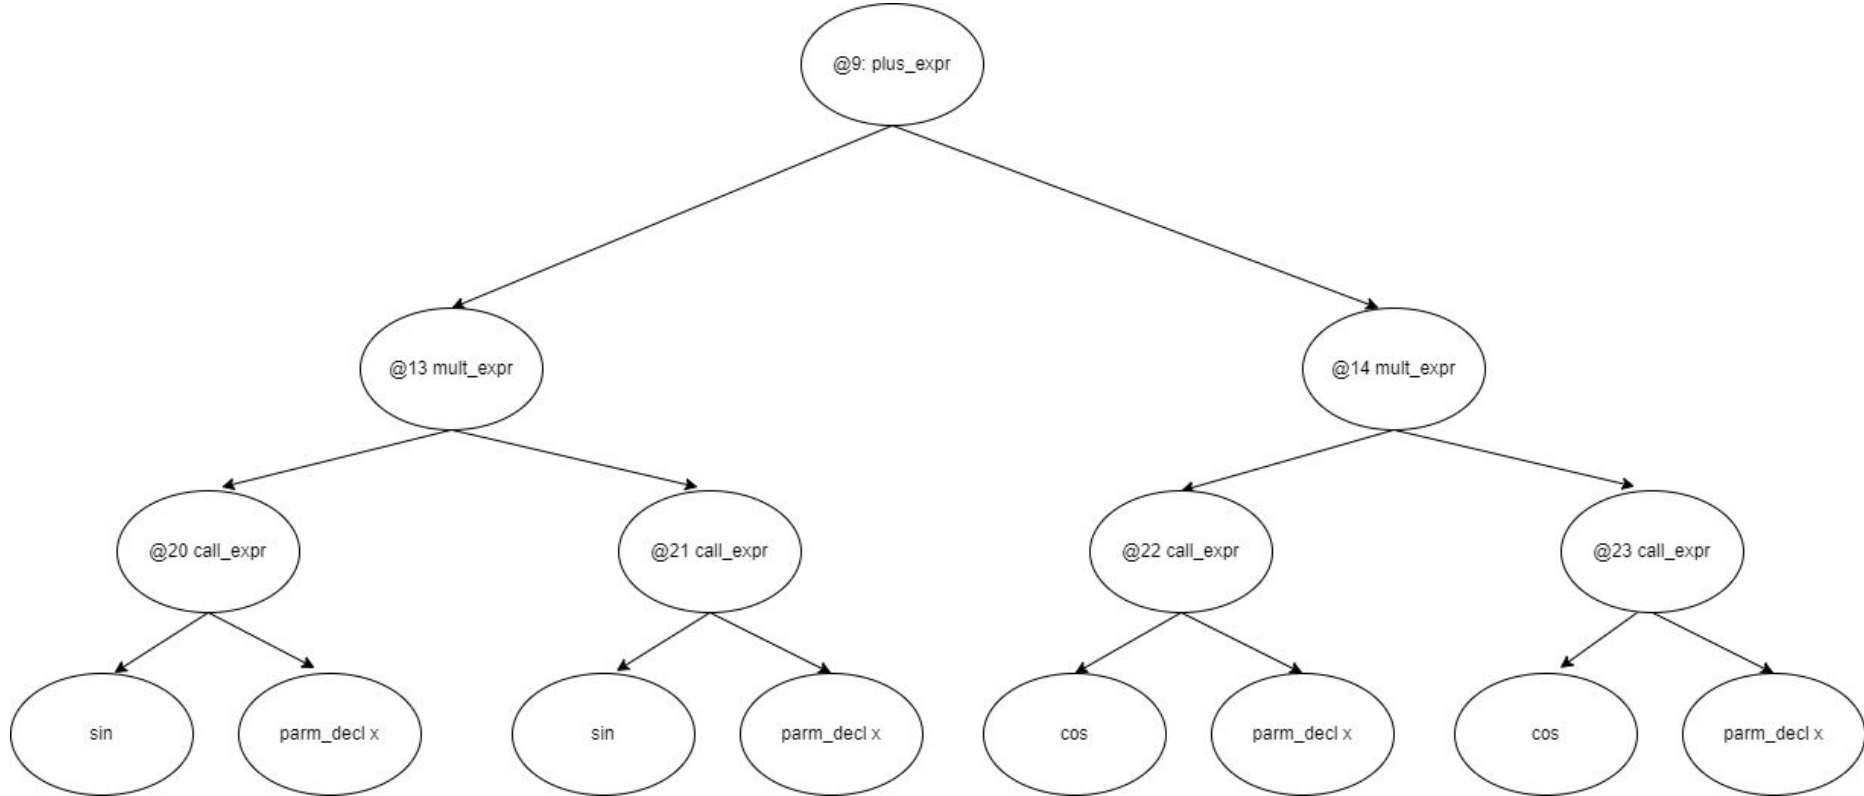 @9: plus_expr
@13 mult_expr
@14 mult_expr
@20 call_expr
@21 call_expr
@22 call_expr
@23 call_expr
sin
parm_decl x
sin
parm_decl x
cos
parm_decl x
cos
parm_decl x